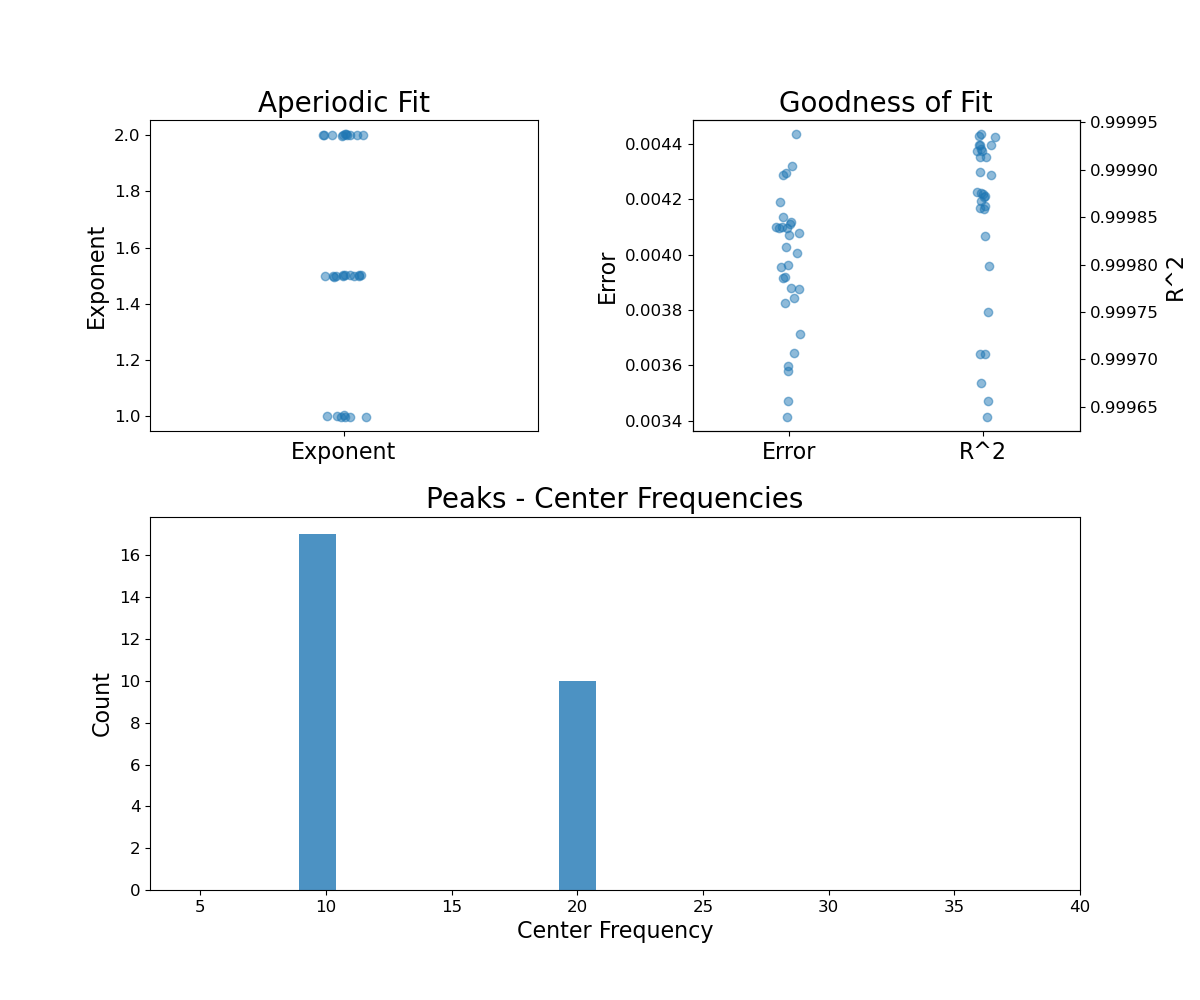 Aperiodic Fit
Exponent
2.0
1.8
1.6
1.4
1.2
1.0
Exponent
Goodness of Fit
Error
0.0044
0.0042
0.0040
0.0038
0.0036
0.0034
0.99995
0.99990
0.99985
0.99980
0.99975
0.99970
0.99965
R^2
Error R^2
Peaks - Center Frequencies
Count
16
14
12
10
8
6
4
2
0
5 10 15 20 25 30 35 40
Center Frequency